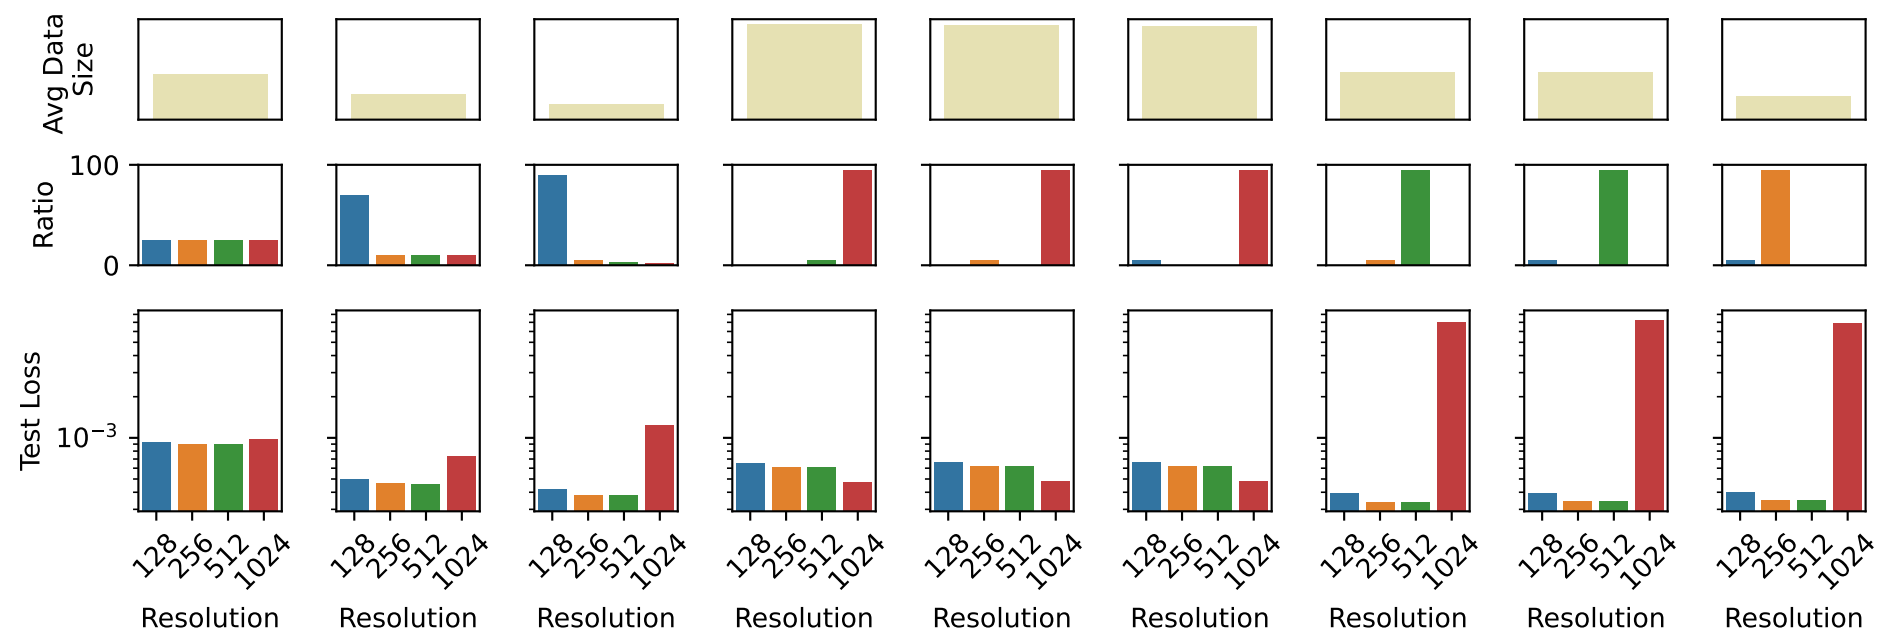 Avg Data
Size
Ratio
100
0
Test Loss
10⁻³
128 256 512 1024 128 256 512 1024 128 256 512 1024 128 256 512 1024 128 256 512 1024 128 256 512 1024 128 256 512 1024 128 256 512 1024 128 256 512 1024
Resolution Resolution Resolution Resolution Resolution Resolution Resolution Resolution Resolution